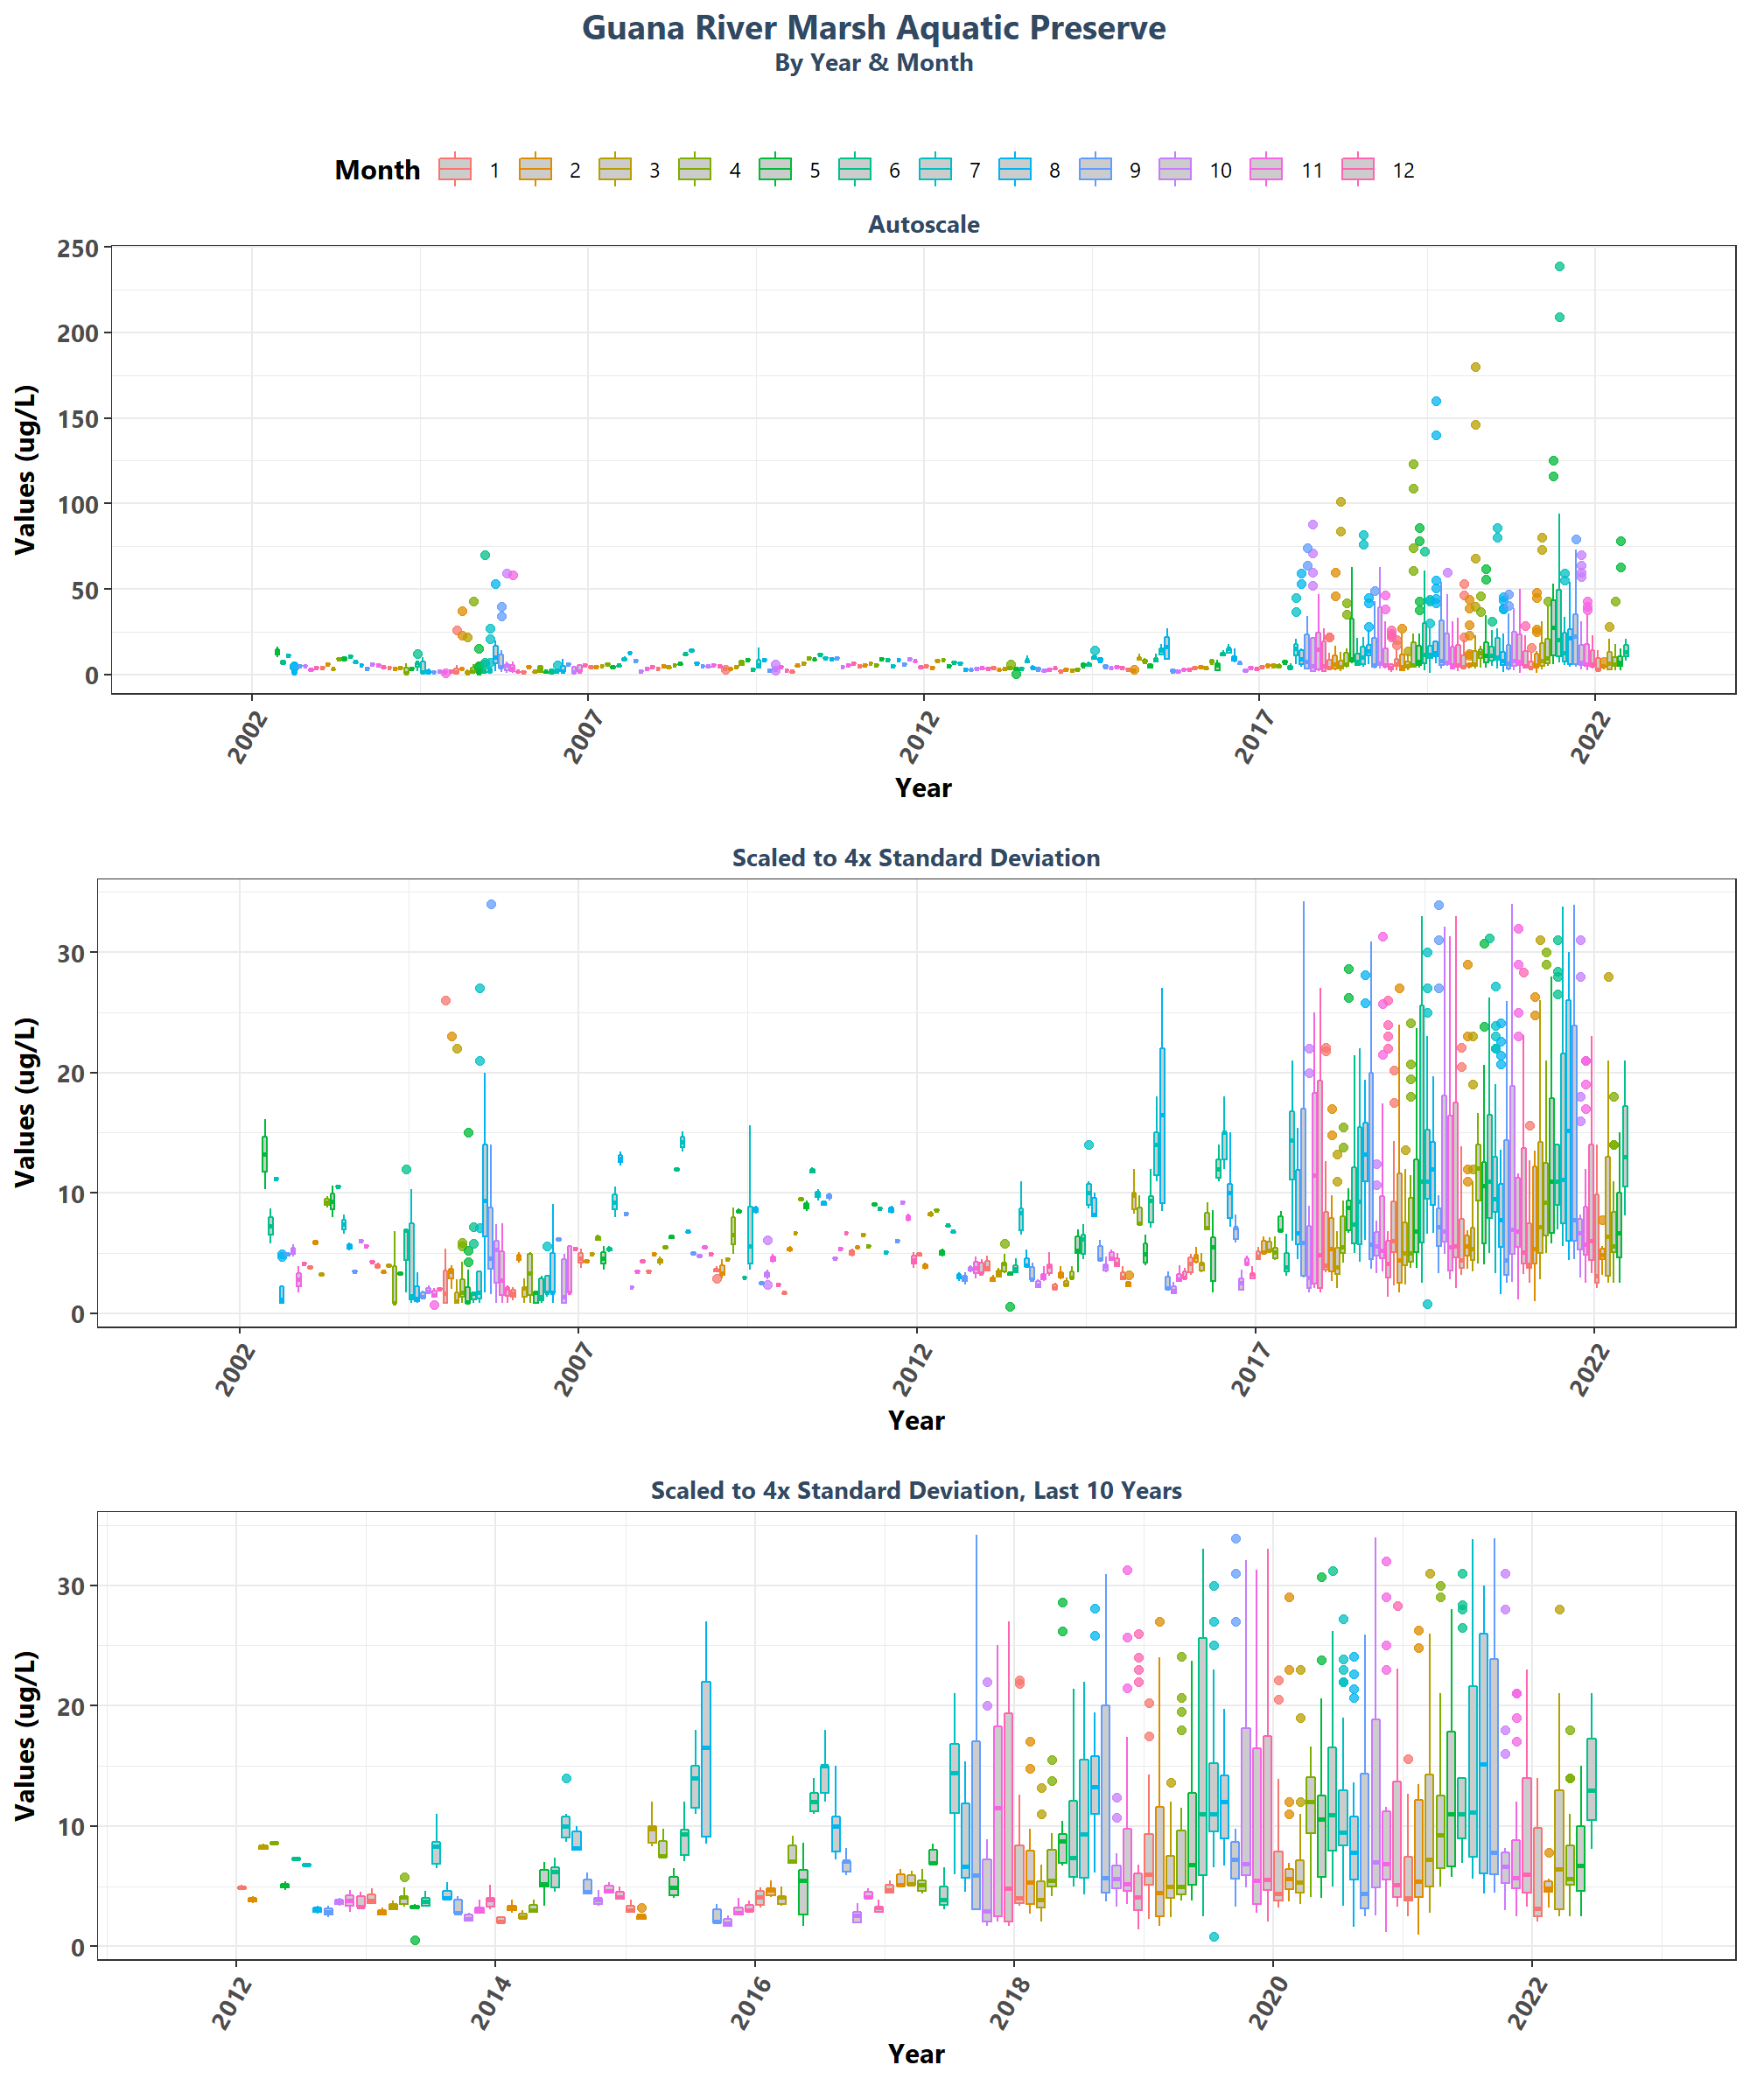 Guana River Marsh Aquatic Preserve
By Year & Month
Month 1 2 3 4 5 6 7 8 9 10 11 12
Autoscale
250
200
150
100
50
0
Values (ug/L)
2002 2007 2012 2017 2022
Year
Scaled to 4x Standard Deviation
30
20
10
0
Values (ug/L)
2002 2007 2012 2017 2022
Year
Scaled to 4x Standard Deviation, Last 10 Years
30
20
10
0
Values (ug/L)
2012 2014 2016 2018 2020 2022
Year